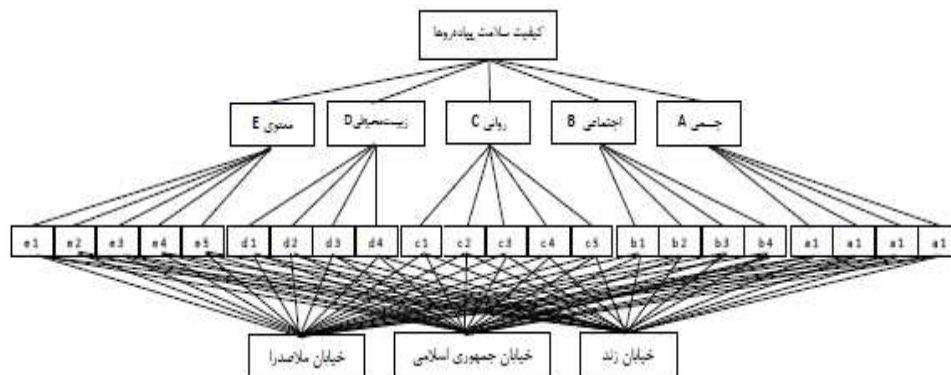 کیفیت سلامت پیاده‌روها
جسمی A
اجتماعی B
روانی C
زیست‌محیطی D
معنوی E
e1 e2 e3 e4 e5 d1 d2 d3 d4 c1 c2 c3 c4 c5 b1 b2 b3 b4 a1 a1 a1 a1
خیابان زند
خیابان جمهوری اسلامی
خیابان ملاصدرا